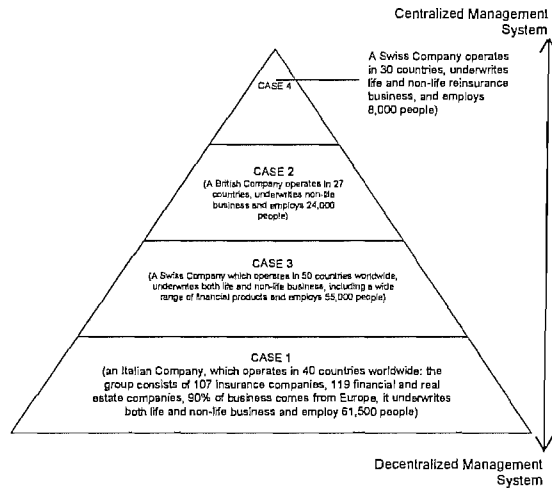 Centralized Management
System
A Swiss Company operates
in 30 countries, underwrites
life and non-life reinsurance
business, and employs
8,000 people)
CASE 4
CASE 2
(A British Company operates in 27
countries, underwrites non-life
business and employs 24,000
people)
CASE 3
(A Swiss Company which operates in 50 countries worldwide,
underwrites both life and non-life business, including a wide
range of financial products and employs 55,000 people)
CASE 1
(an Italian Company, which operates in 40 countries worldwide: the
group consists of 107 insurance companies, 119 financial and real
estate companies, 90% of business comes from Europe, it underwrites
both life and non-life business and employ 61,500 people)
Decentralized Management
System